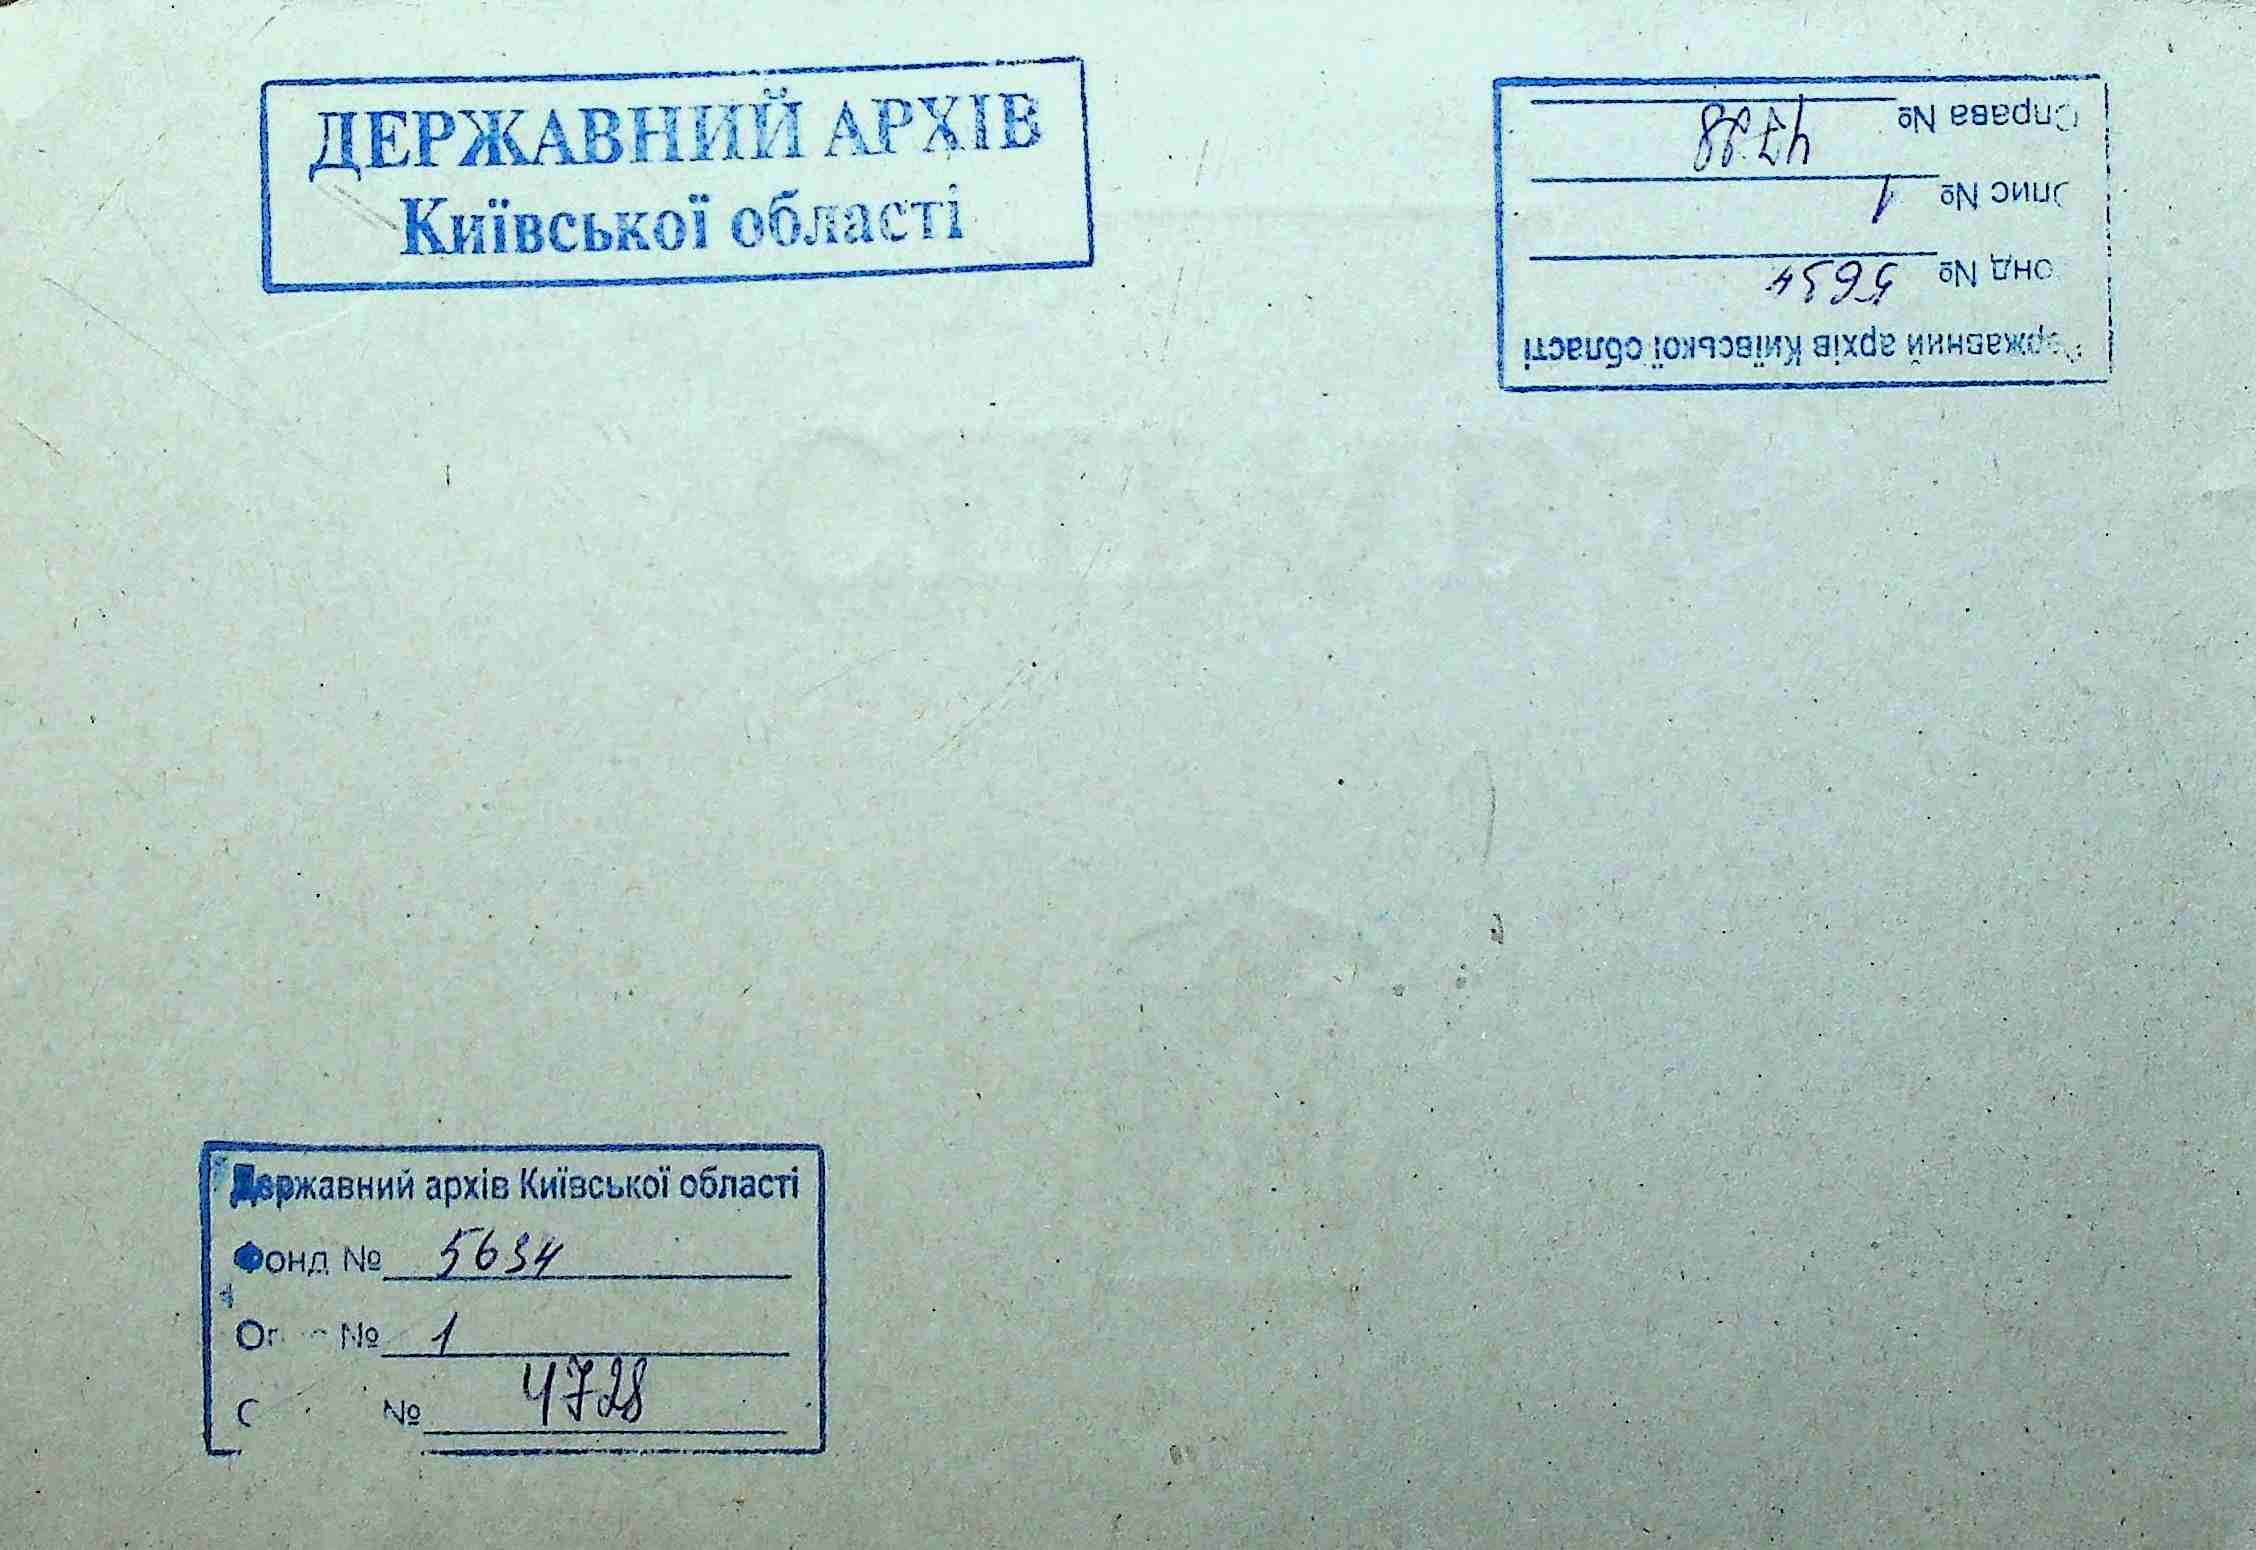 ДЕРЖАВНИЙ АРХІВ
Київської області
Справа № 4728
Опис № 1
Фонд № 5634
Державний архів Київської області
Державний архів Київської області
Фонд № 5634
Опис № 1
С № 4728